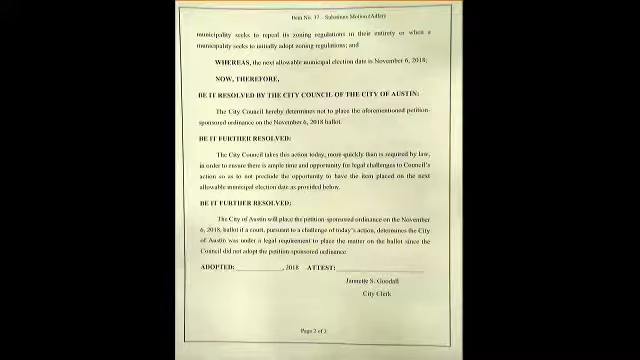 Item No. 37 – Substitute Motion (Adler)
municipality seeks to repeal its zoning regulations in their entirety or when a
municipality seeks to initially adopt zoning regulations; and
WHEREAS, the next allowable municipal election date is November 6, 2018;
NOW, THEREFORE,
BE IT RESOLVED BY THE CITY COUNCIL OF THE CITY OF AUSTIN:
The City Council hereby determines not to place the aforementioned petition-
sponsored ordinance on the November 6, 2018 ballot.
BE IT FURTHER RESOLVED:
The City Council takes this action today, more quickly than is required by law,
in order to ensure there is ample time and opportunity for legal challenges to Council's
action so as to not preclude the opportunity to have the item placed on the next
allowable municipal election date as provided below.
BE IT FURTHER RESOLVED:
The City of Austin will place the petition-sponsored ordinance on the November
6, 2018, ballot if a court, pursuant to a challenge of today's action, determines the City
of Austin was under a legal requirement to place the matter on the ballot since the
Council did not adopt the petition-sponsored ordinance.
ADOPTED: ____________, 2018 ATTEST: ____________________
Jannette S. Goodall
City Clerk
Page 2 of 2